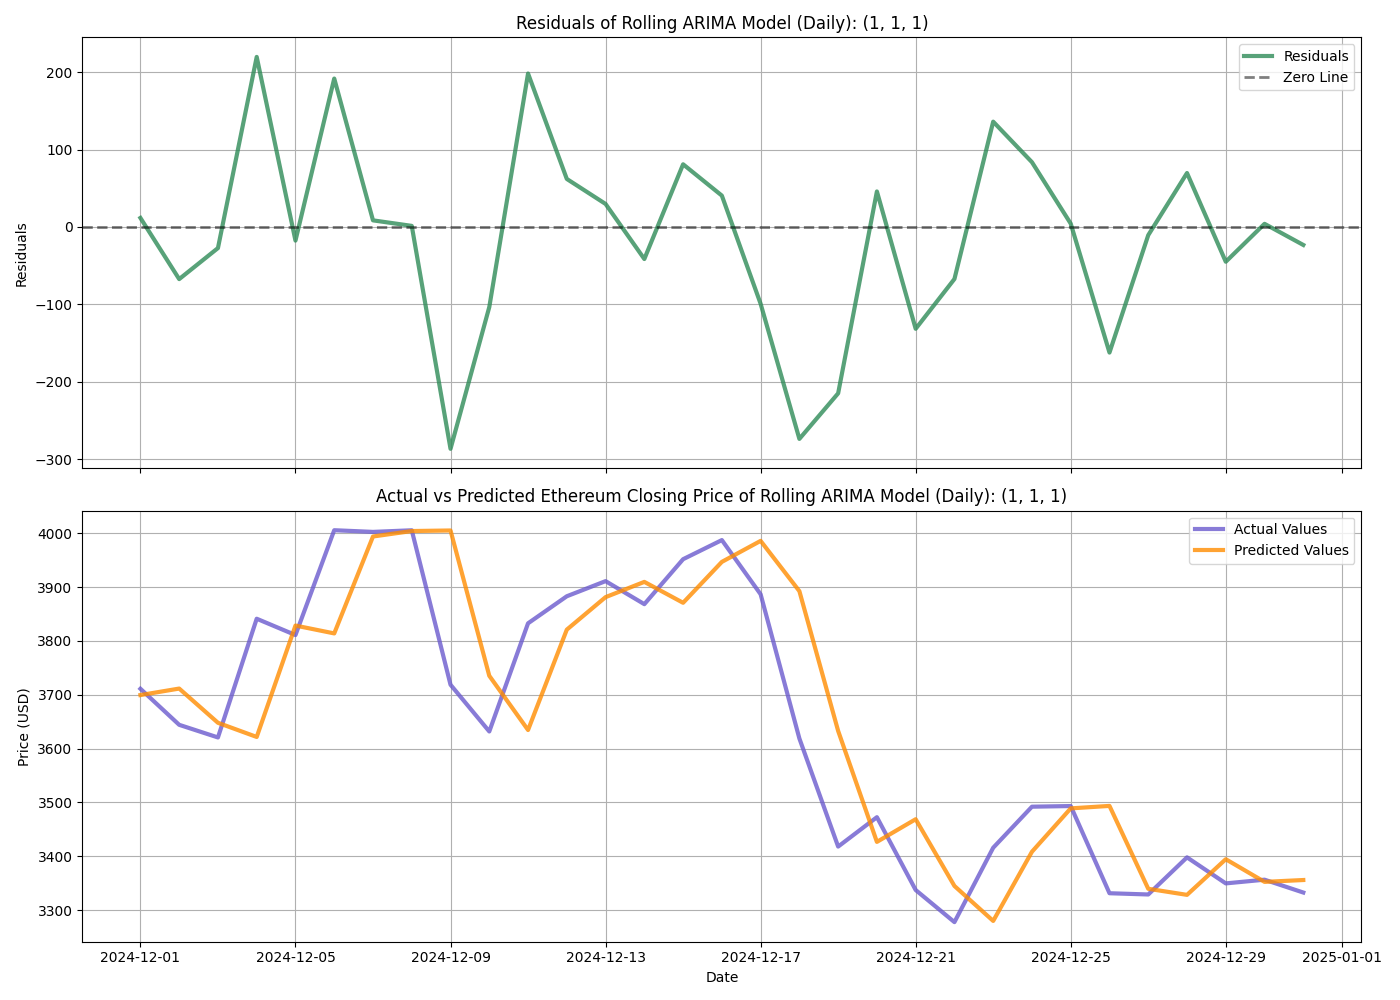 Residuals of Rolling ARIMA Model (Daily): (1, 1, 1)
Residuals
Zero Line
200
100
0
−100
−200
−300
Residuals
Actual vs Predicted Ethereum Closing Price of Rolling ARIMA Model (Daily): (1, 1, 1)
Actual Values
Predicted Values
4000
3900
3800
3700
3600
3500
3400
3300
Price (USD)
2024-12-01 2024-12-05 2024-12-09 2024-12-13 2024-12-17 2024-12-21 2024-12-25 2024-12-29 2025-01-01
Date